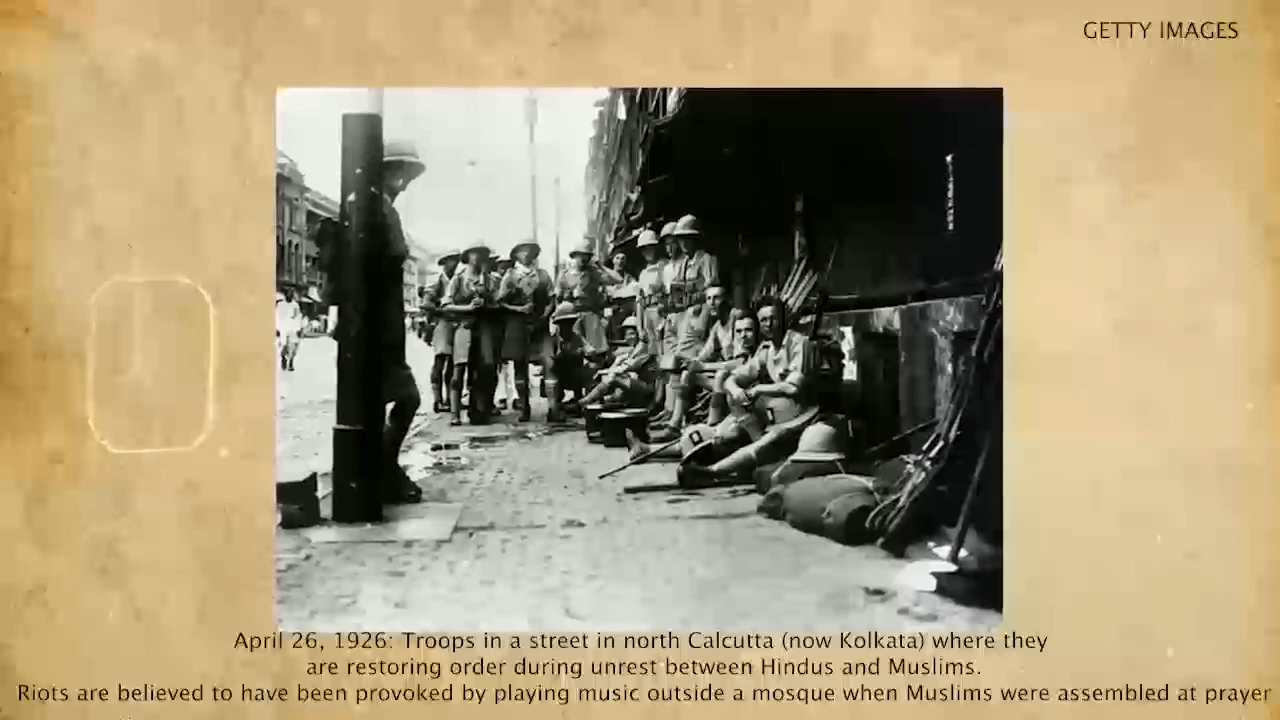 GETTY IMAGES
April 26, 1926: Troops in a street in north Calcutta (now Kolkata) where they
are restoring order during unrest between Hindus and Muslims.
Riots are believed to have been provoked by playing music outside a mosque when Muslims were assembled at prayer